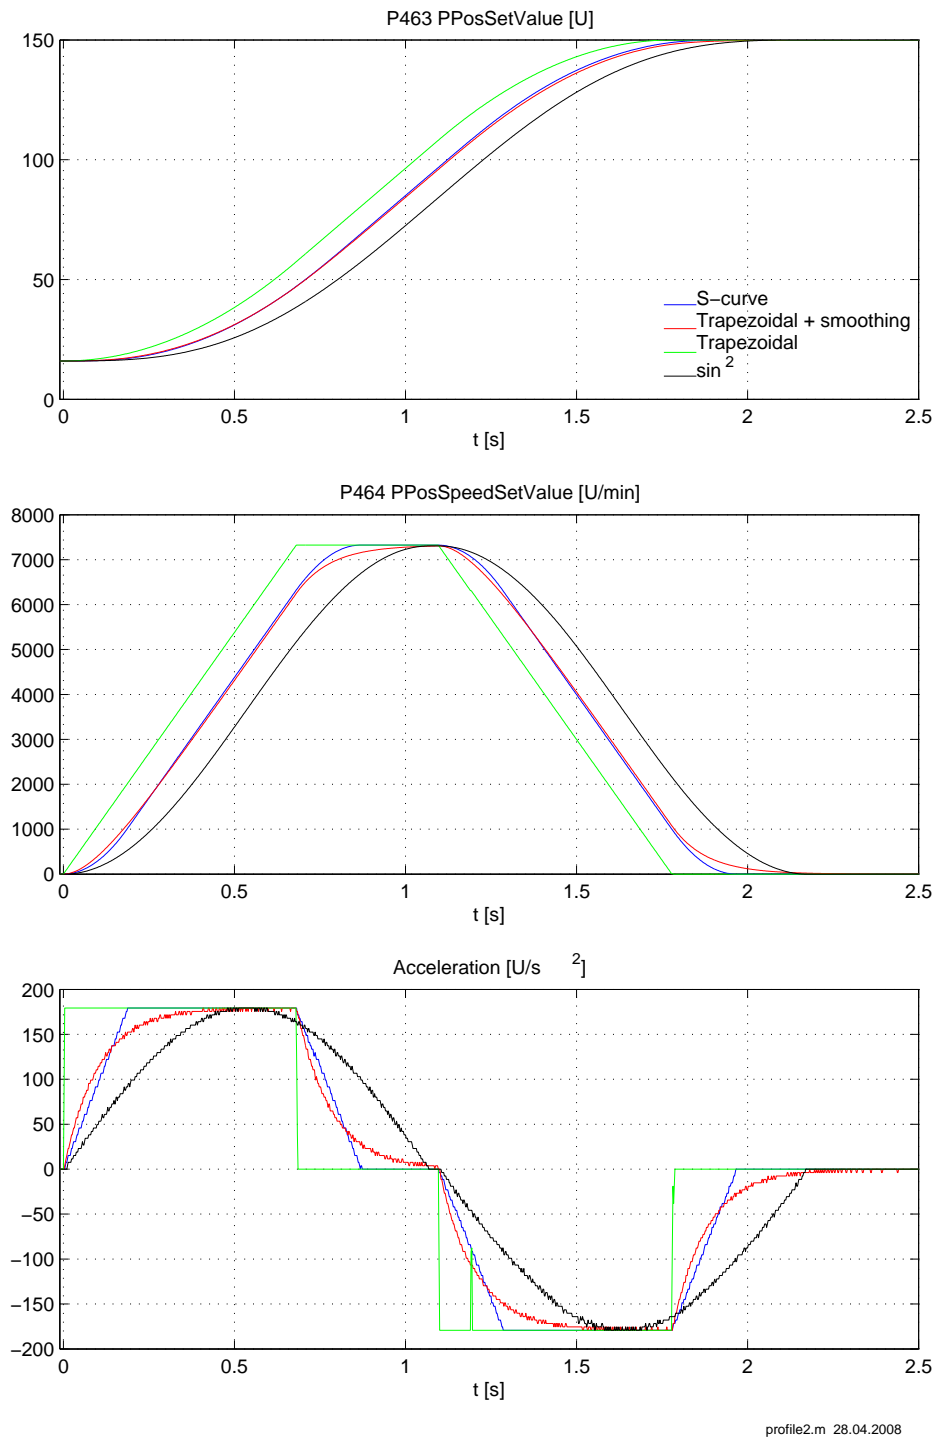 P463 PPosSetValue [U]
150
100
50
0
S−curve
Trapezoidal + smoothing
Trapezoidal
sin 2
0 0.5 1 1.5 2 2.5
t [s]
P464 PPosSpeedSetValue [U/min]
8000
7000
6000
5000
4000
3000
2000
1000
0
0 0.5 1 1.5 2 2.5
t [s]
Acceleration [U/s 2]
200
150
100
50
0
−50
−100
−150
−200
0 0.5 1 1.5 2 2.5
t [s]
profile2.m 28.04.2008